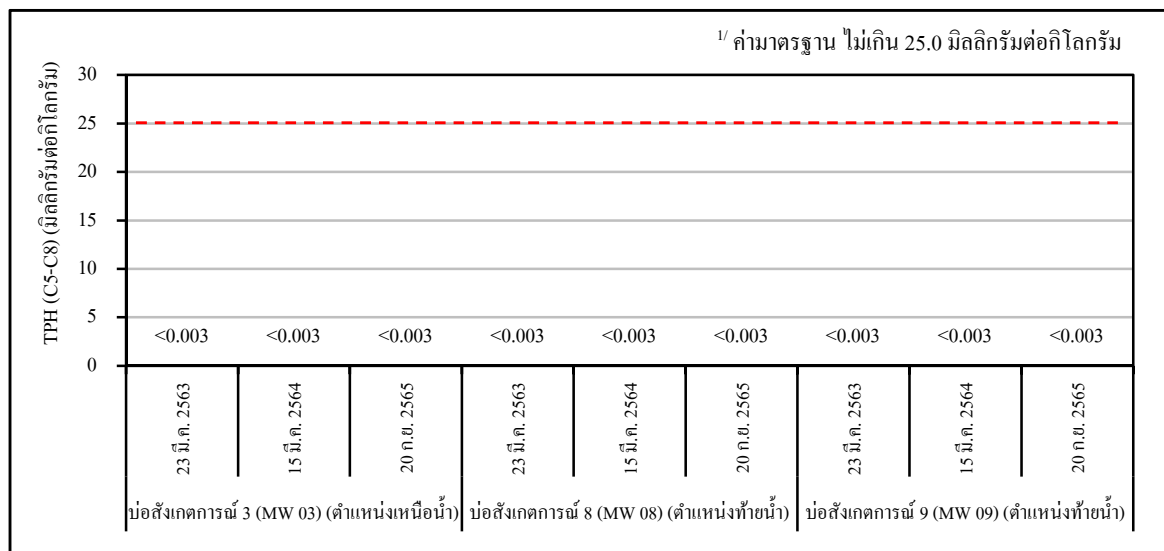 1/ ค่ามาตรฐาน ไม่เกิน 25.0 มิลลิกรัมต่อกิโลกรัม
TPH (C5-C8) (มิลลิกรัมต่อกิโลกรัม)
30
25
20
15
10
5
0
<0.003 <0.003 <0.003 <0.003 <0.003 <0.003 <0.003 <0.003 <0.003
23 มี.ค. 2563
15 มี.ค. 2564
20 ก.ย. 2565
23 มี.ค. 2563
15 มี.ค. 2564
20 ก.ย. 2565
23 มี.ค. 2563
15 มี.ค. 2564
20 ก.ย. 2565
บ่อสังเกตการณ์ 3 (MW 03) (ตำแหน่งเหนือน้ำ)
บ่อสังเกตการณ์ 8 (MW 08) (ตำแหน่งท้ายน้ำ)
บ่อสังเกตการณ์ 9 (MW 09) (ตำแหน่งท้ายน้ำ)